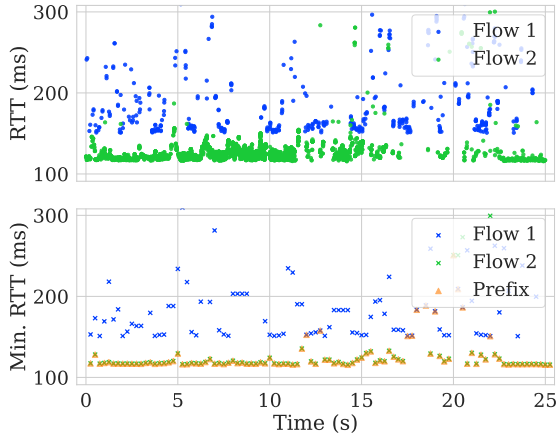 RTT (ms)
300
200
100
Flow 1
Flow 2
Min. RTT (ms)
300
200
100
Flow 1
Flow 2
Prefix
0 5 10 15 20 25
Time (s)